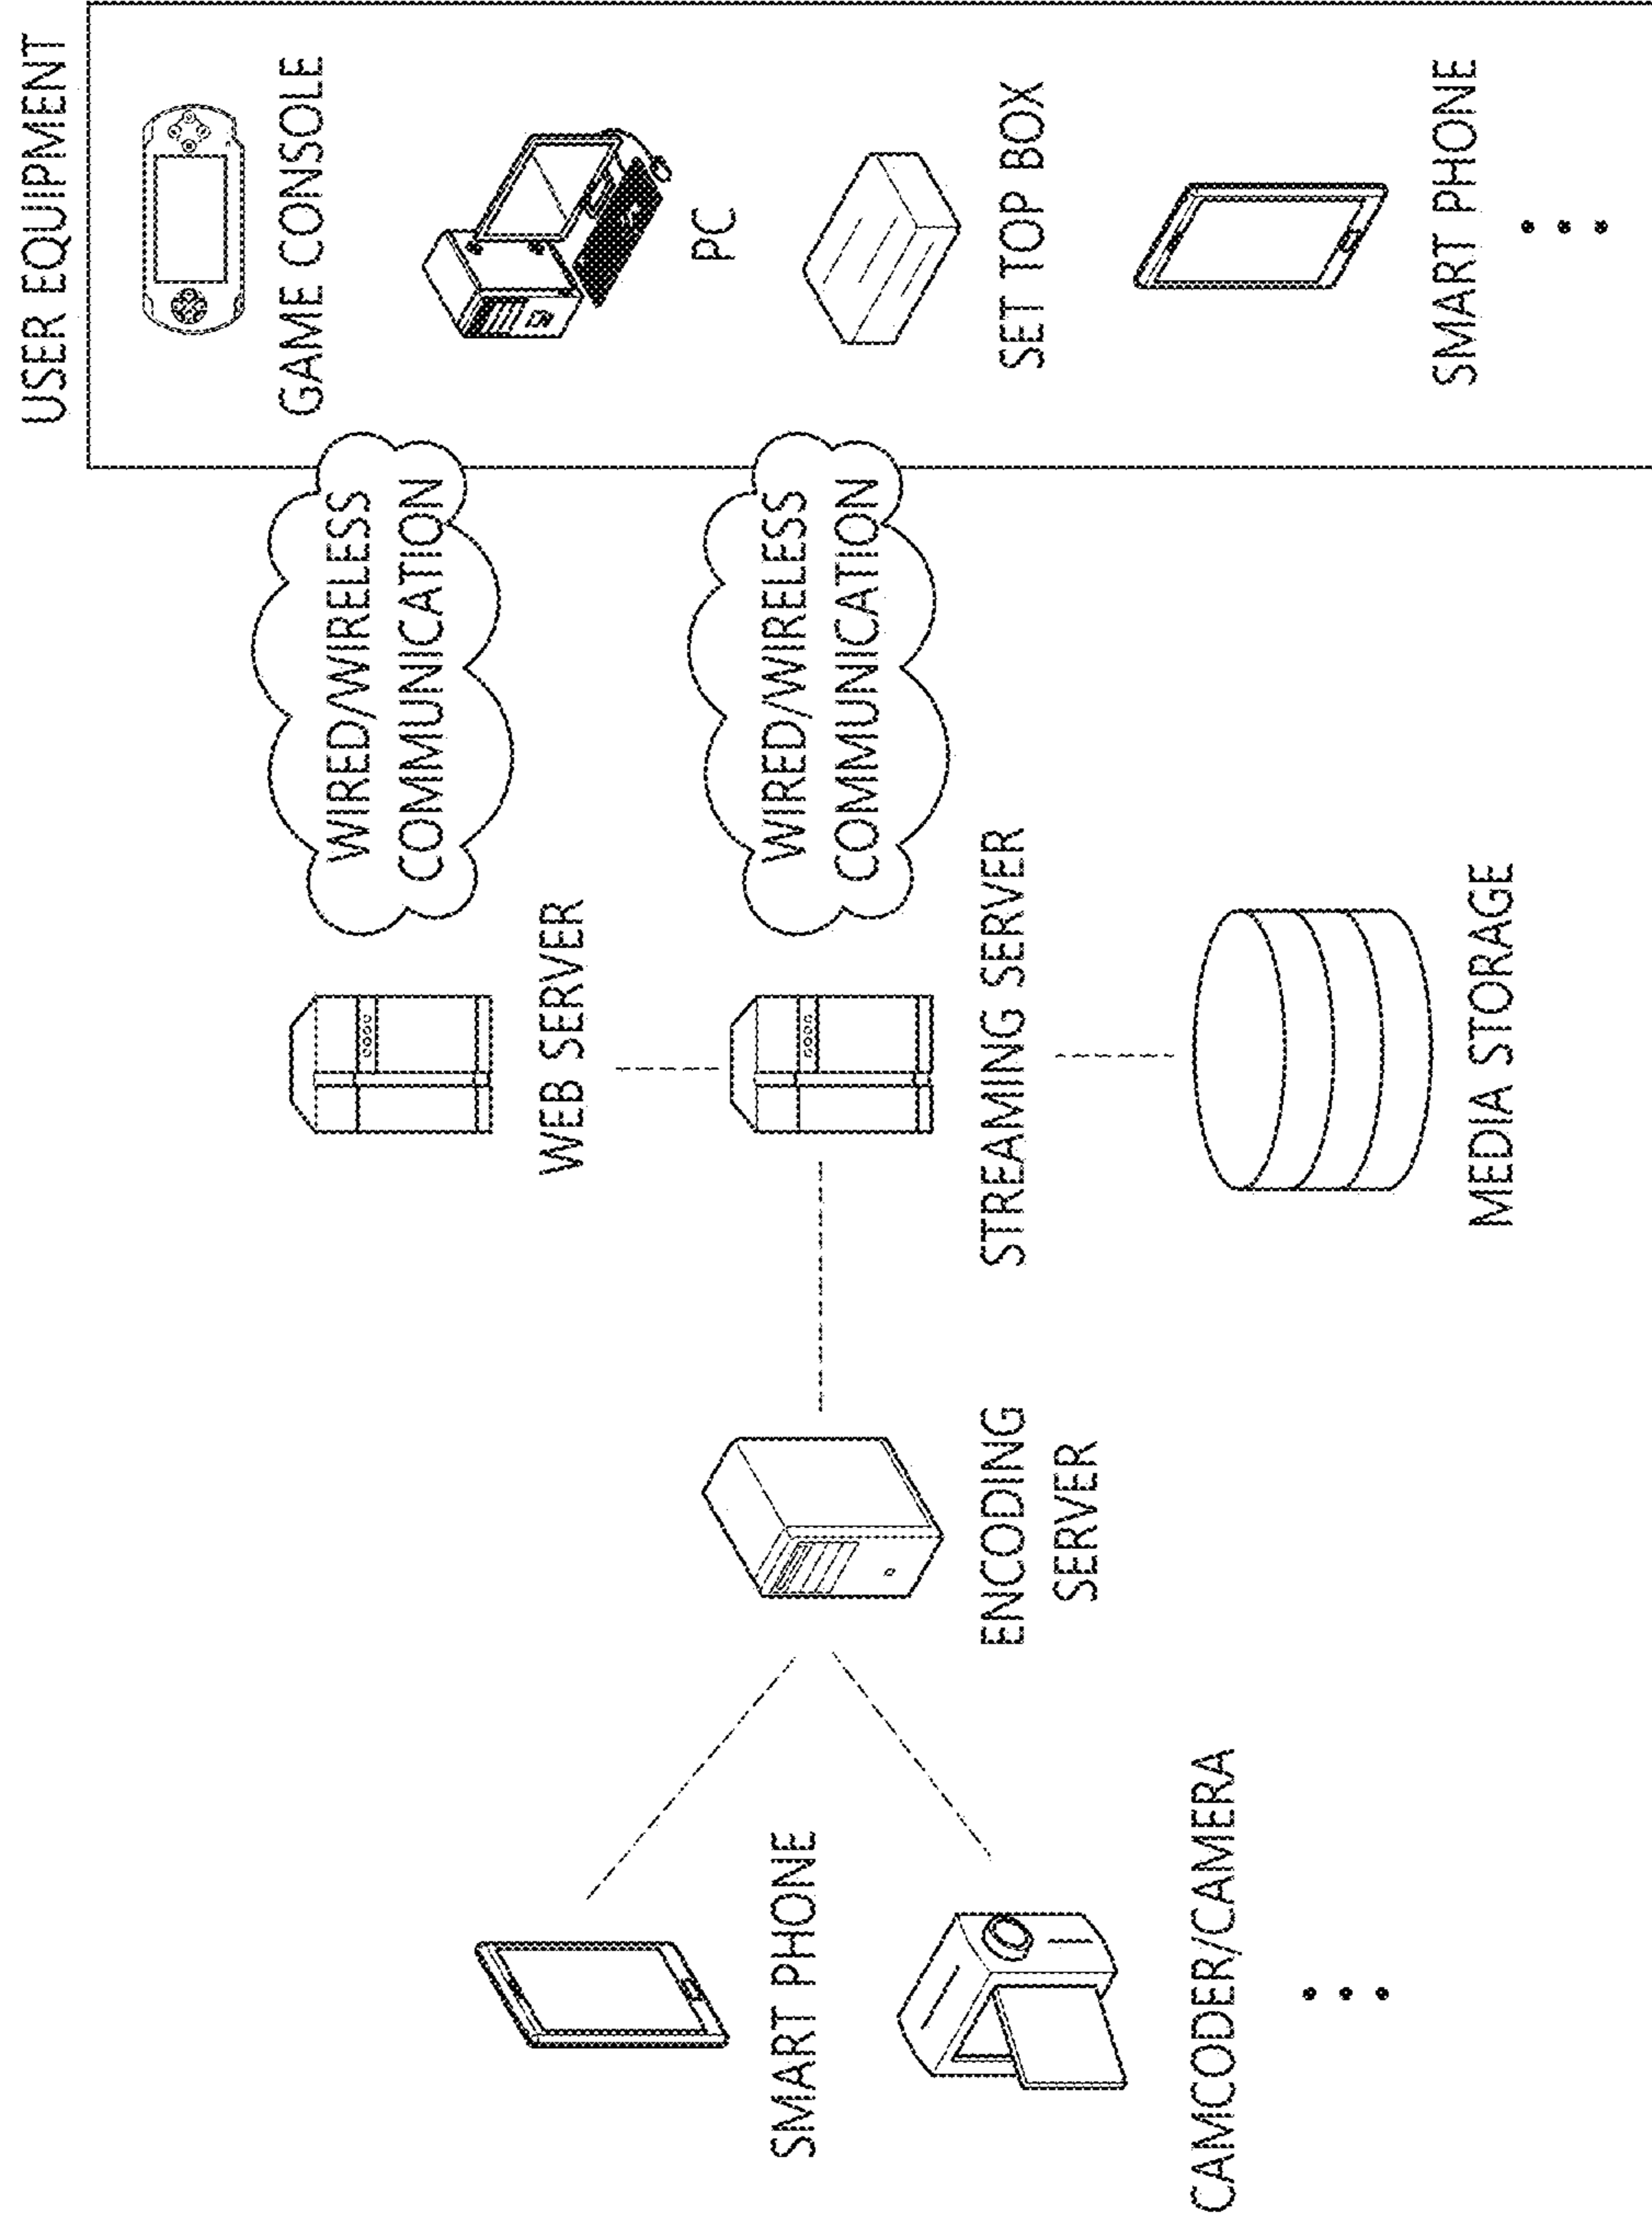 USER EQUIPMENT
GAME CONSOLE
PC
SET TOP BOX
SMART PHONE
WIRED/WIRELESS
COMMUNICATION
WIRED/WIRELESS
COMMUNICATION
WEB SERVER
STREAMING SERVER
MEDIA STORAGE
ENCODING
SERVER
SMART PHONE
CAMCODER/CAMERA